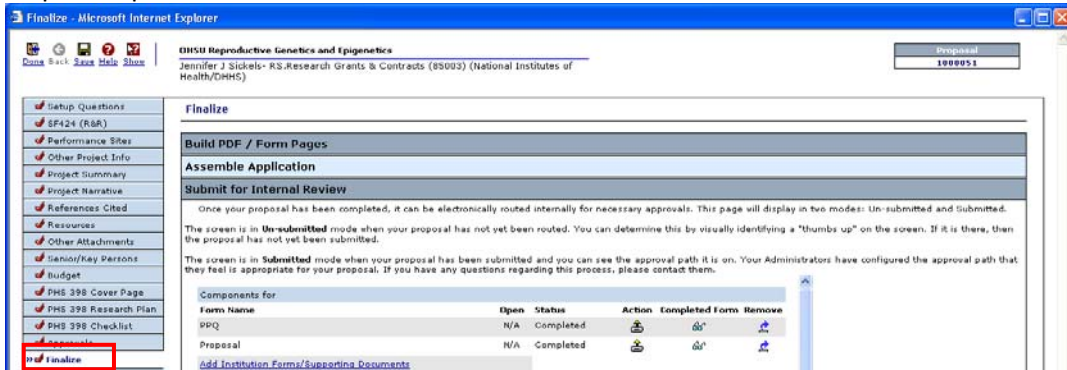 Finalize - Microsoft Internet Explorer
Done Back Save Help Show
OHSU Reproductive Genetics and Epigenetics
Jennifer J Sickels- RS.Research Grants & Contracts (85003) (National Institutes of
Health/DHHS)
Proposal
1000051
Setup Questions
SF424 (R&R)
Performance Sites
Other Project Info
Project Summary
Project Narrative
References Cited
Resources
Other Attachments
Senior/Key Persons
Budget
PHS 398 Cover Page
PHS 398 Research Plan
PHS 398 Checklist
Approvals
Finalize
Finalize
Build PDF / Form Pages
Assemble Application
Submit for Internal Review
Once your proposal has been completed, it can be electronically routed internally for necessary approvals. This page will display in two modes: Un-submitted and Submitted.
The screen is in Un-submitted mode when your proposal has not yet been routed. You can determine this by visually identifying a "thumbs up" on the screen. If it is there, then
the proposal has not yet been submitted.
The screen is in Submitted mode when your proposal has been submitted and you can see the approval path it is on. Your Administrators have configured the approval path that
they feel is appropriate for your proposal. If you have any questions regarding this process, please contact them.
Components for
Form Name Open Status Action Completed Form Remove
PPQ N/A Completed
Proposal N/A Completed
Add Institution Forms/Supporting Documents